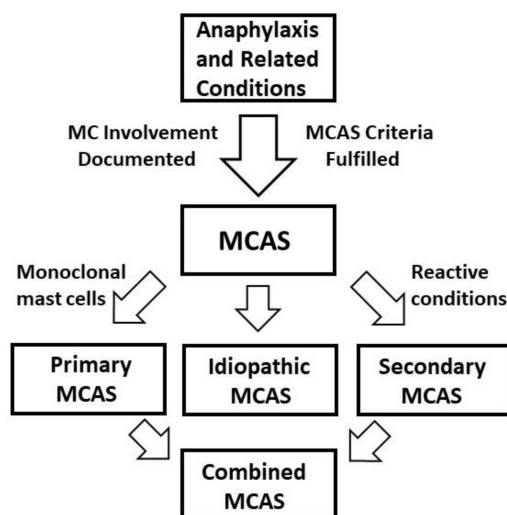 Anaphylaxis
and Related
Conditions
MC Involvement
Documented
MCAS Criteria
Fulfilled
MCAS
Monoclonal
mast cells
Reactive
conditions
Primary
MCAS
Idiopathic
MCAS
Secondary
MCAS
Combined
MCAS